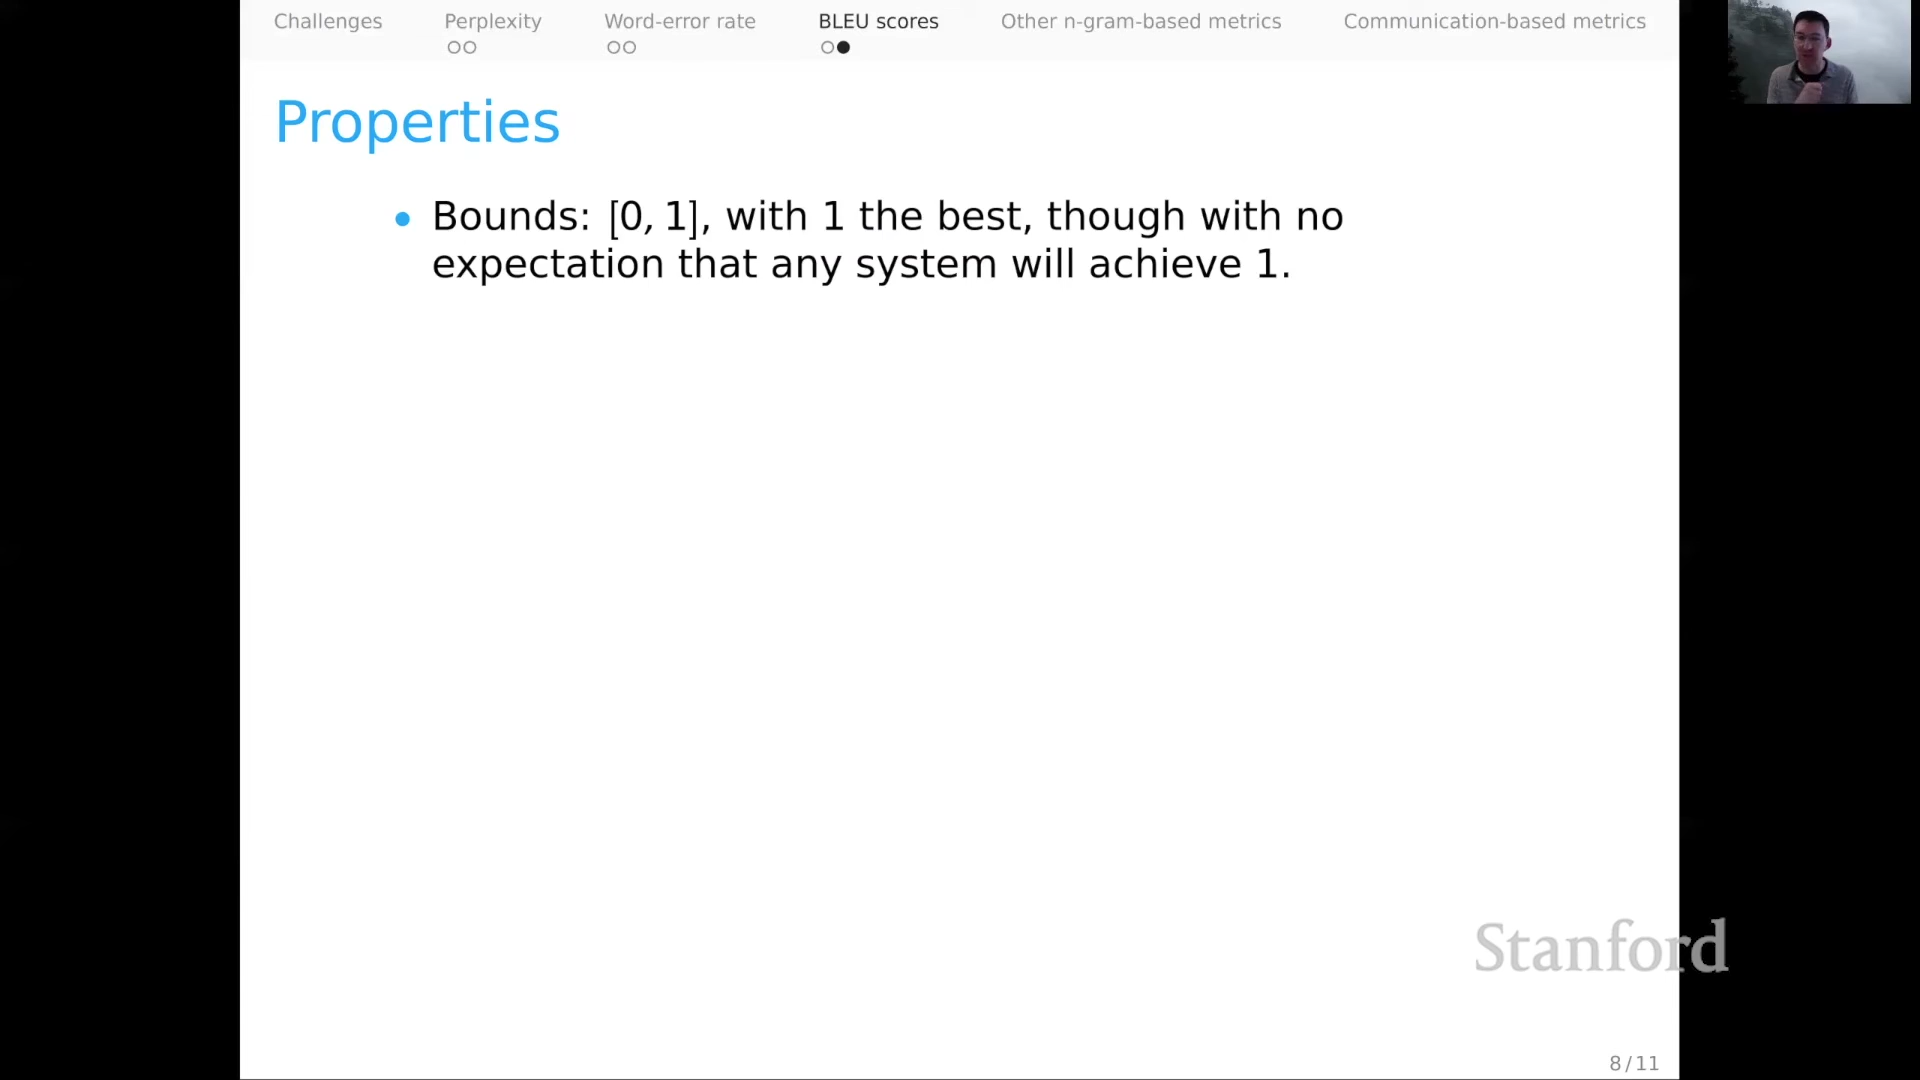 Challenges Perplexity Word-error rate BLEU scores Other n-gram-based metrics Communication-based metrics
Properties
• Bounds: [0, 1], with 1 the best, though with no
expectation that any system will achieve 1.
Stanford
8 / 11